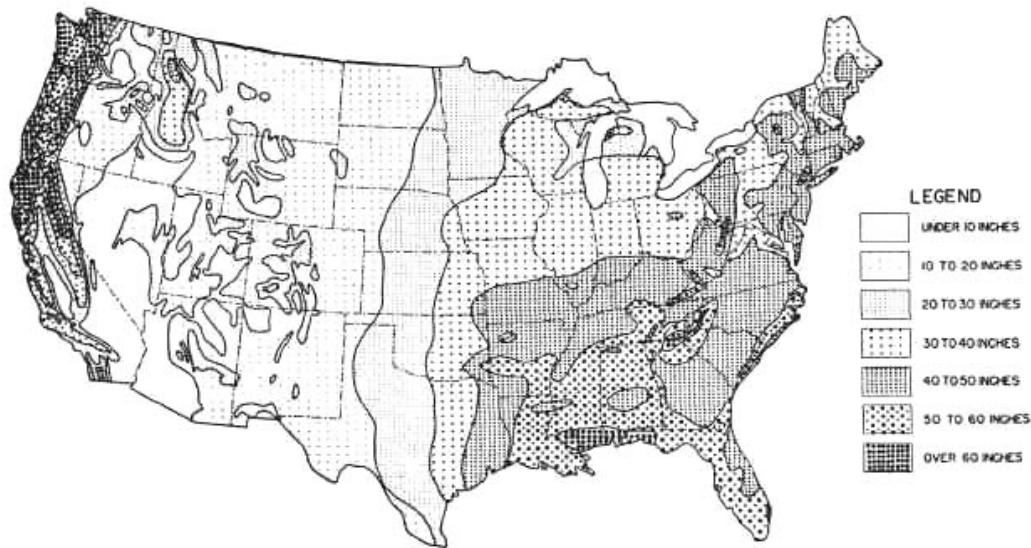 LEGEND
UNDER 10 INCHES
10 TO 20 INCHES
20 TO 30 INCHES
30 TO 40 INCHES
40 TO 50 INCHES
50 TO 60 INCHES
OVER 60 INCHES